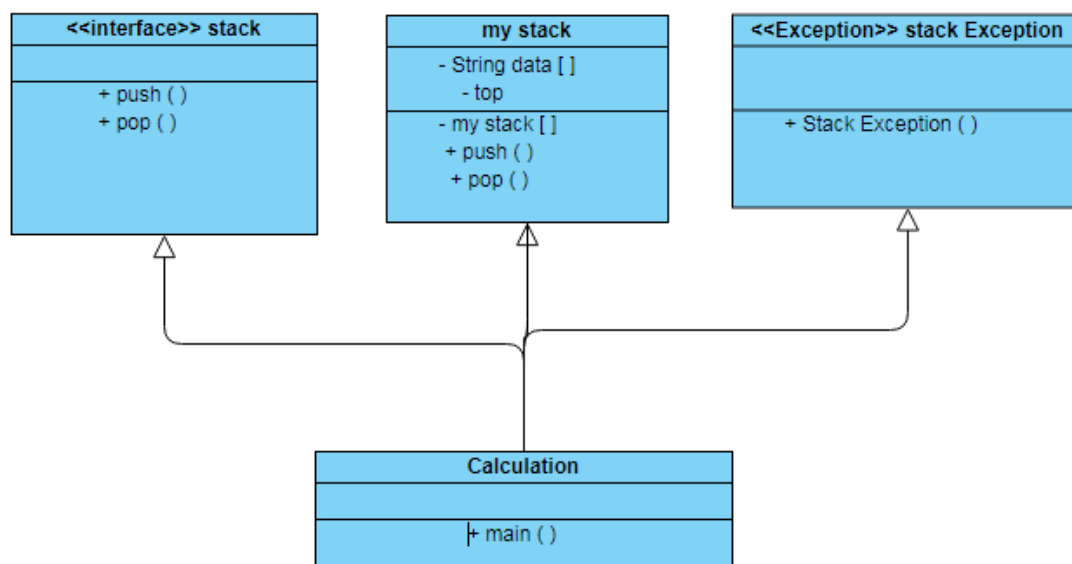 <<interface>> stack
+ push ( )
+ pop ( )
my stack
- String data [ ]
- top
- my stack [ ]
+ push ( )
+ pop ( )
<<Exception>> stack Exception
+ Stack Exception ( )
Calculation
+ main ( )